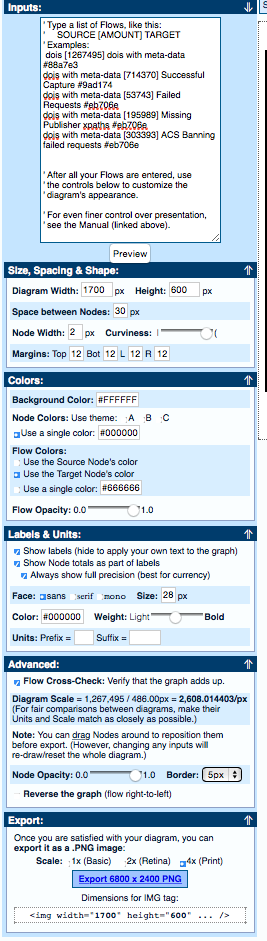 Inputs:
' Type a list of Flows, like this:
' SOURCE [AMOUNT] TARGET
' Examples:
dois [1267495] dois with meta-data
#88a7e3
dois with meta-data [714370] Successful
Capture #9ad174
dois with meta-data [53743] Failed
Requests #eb706e
dois with meta-data [195989] Missing
Publisher xpaths #eb706e
dois with meta-data [303393] ACS Banning
failed requests #eb706e
' After all your Flows are entered, use
' the controls below to customize the
' diagram's appearance.
' For even finer control over presentation,
' see the Manual (linked above).
Preview
Size, Spacing & Shape:
Diagram Width: 1700 px Height: 600 px
Space between Nodes: 30 px
Node Width: 2 px Curviness: | (
Margins: Top 12 Bot 12 L 12 R 12
Colors:
Background Color: #FFFFFF
Node Colors: Use theme: A B C
Use a single color: #000000
Flow Colors:
Use the Source Node's color
Use the Target Node's color
Use a single color: #666666
Flow Opacity: 0.0 1.0
Labels & Units:
Show labels (hide to apply your own text to the graph)
Show Node totals as part of labels
Always show full precision (best for currency)
Face: sans serif mono Size: 28 px
Color: #000000 Weight: Light Bold
Units: Prefix = Suffix =
Advanced:
Flow Cross-Check: Verify that the graph adds up.
Diagram Scale = 1,267,495 / 486.00px = 2,608.014403/px
(For fair comparisons between diagrams, make their
Units and Scale match as closely as possible.)
Note: You can drag Nodes around to reposition them
before export. (However, changing any inputs will
re-draw/reset the whole diagram.)
Node Opacity: 0.0 1.0 Border: 5px
Reverse the graph (flow right-to-left)
Export:
Once you are satisfied with your diagram, you can
export it as a .PNG image:
Scale: 1x (Basic) 2x (Retina) 4x (Print)
Export 6800 x 2400 PNG
Dimensions for IMG tag:
<img width="1700" height="600" ... />